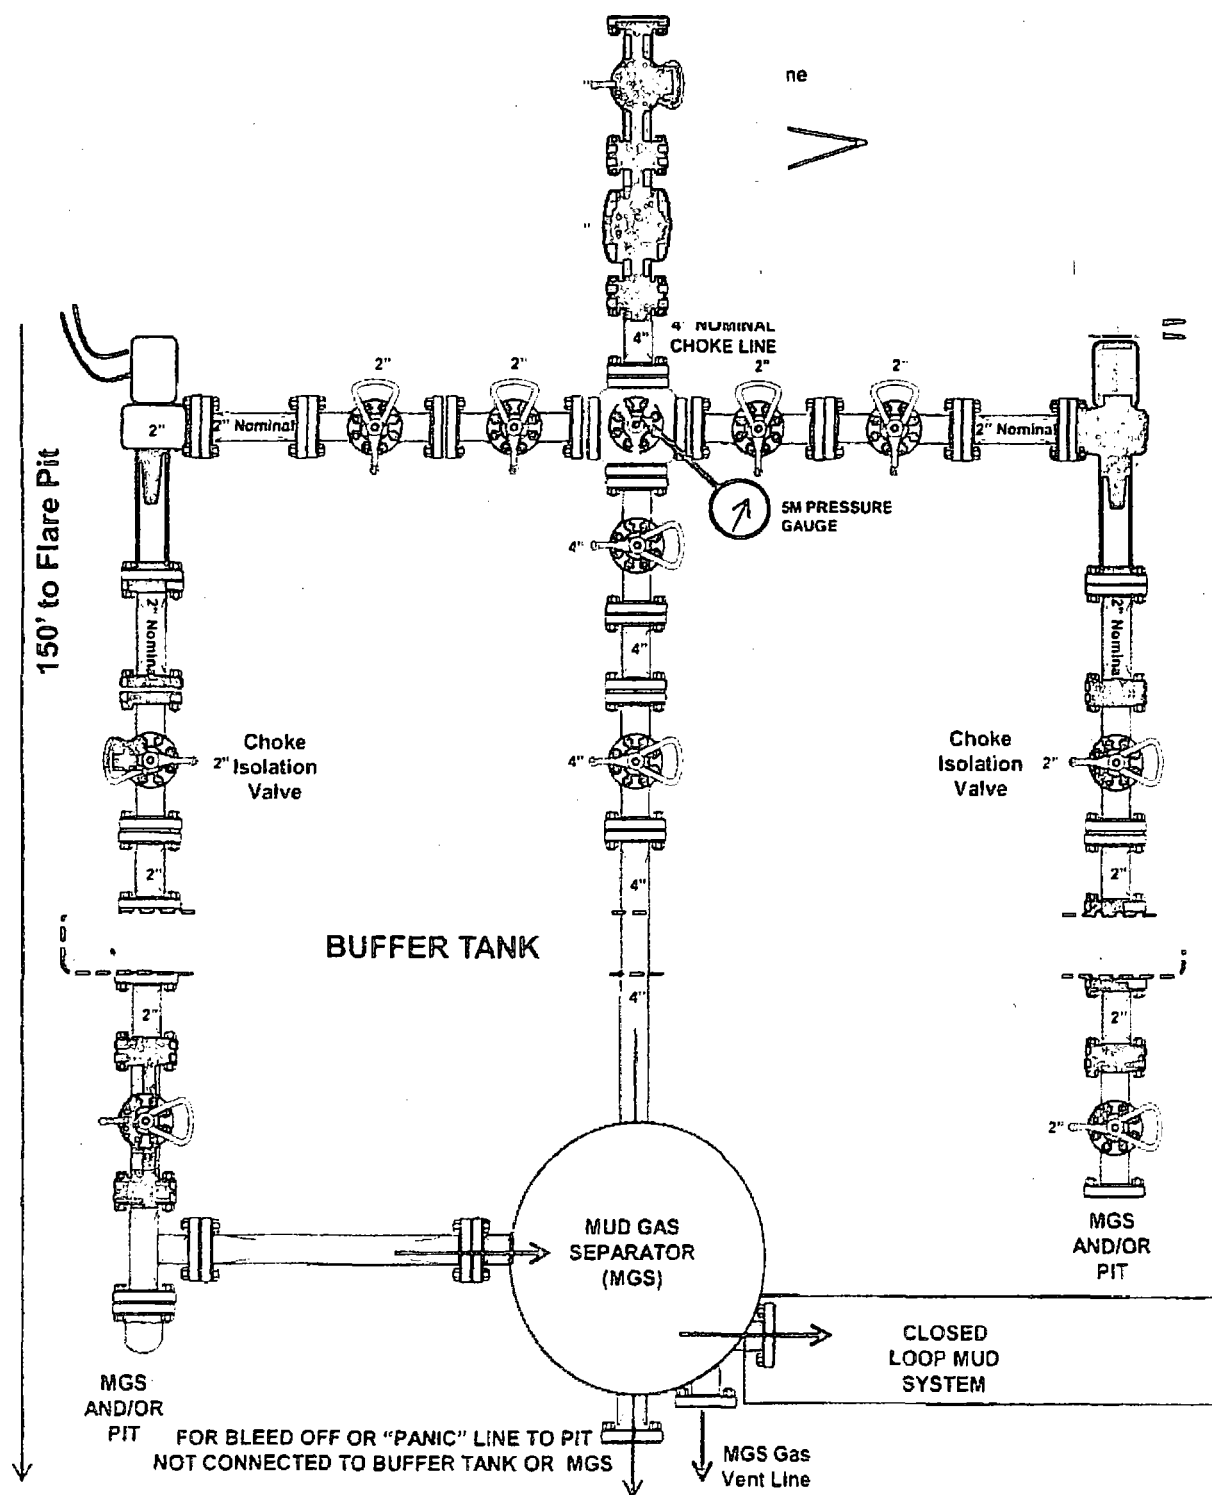 ne
4" NOMINAL
CHOKE LINE
4"
2"
2"
2"
2"
2"
2" Nominal
2" Nominal
5M PRESSURE
GAUGE
4"
150' to Flare Pit
2" Nominal
4"
2" Nominal
Choke
Isolation
Valve
2"
4"
Choke
Isolation
Valve
2"
2"
4"
2"
BUFFER TANK
2"
4"
2"
2"
MUD GAS
SEPARATOR
(MGS)
MGS
AND/OR
PIT
CLOSED
LOOP MUD
SYSTEM
MGS
AND/OR
PIT
FOR BLEED OFF OR "PANIC" LINE TO PIT
NOT CONNECTED TO BUFFER TANK OR MGS
MGS Gas
Vent Line